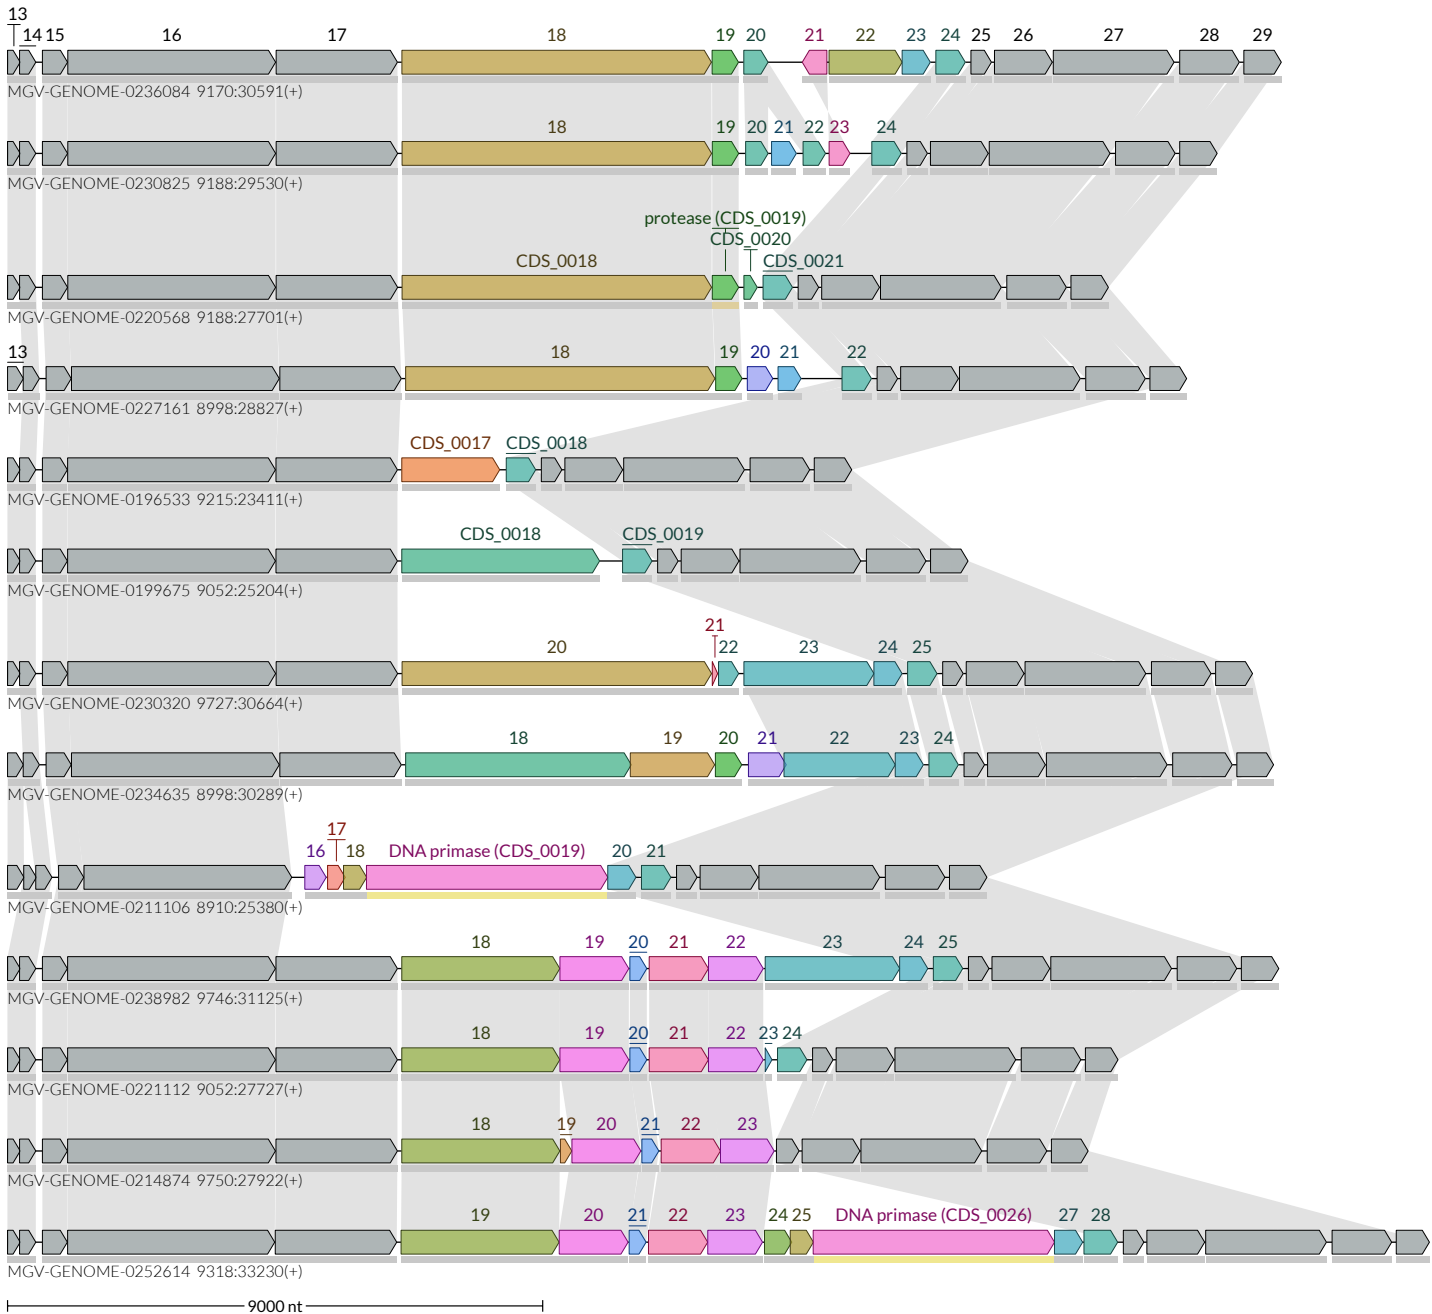 13
14 15 16 17 18 19 20 21 22 23 24 25 26 27 28 29
MGV-GENOME-0236084 9170:30591(+)
18 19 20 21 22 23 24
MGV-GENOME-0230825 9188:29530(+)
protease (CDS_0019)
CDS_0020
CDS_0018 CDS_0021
MGV-GENOME-0220568 9188:27701(+)
13 18 19 20 21 22
MGV-GENOME-0227161 8998:28827(+)
CDS_0017 CDS_0018
MGV-GENOME-0196533 9215:23411(+)
CDS_0018 CDS_0019
MGV-GENOME-0199675 9052:25204(+)
21
20 22 23 24 25
MGV-GENOME-0230320 9727:30664(+)
18 19 20 21 22 23 24
MGV-GENOME-0234635 8998:30289(+)
17
16 18 DNA primase (CDS_0019) 20 21
MGV-GENOME-0211106 8910:25380(+)
18 19 20 21 22 23 24 25
MGV-GENOME-0238982 9746:31125(+)
18 19 20 21 22 23 24
MGV-GENOME-0221112 9052:27727(+)
18 19 20 21 22 23
MGV-GENOME-0214874 9750:27922(+)
19 20 21 22 23 24 25 DNA primase (CDS_0026) 27 28
MGV-GENOME-0252614 9318:33230(+)
9000 nt